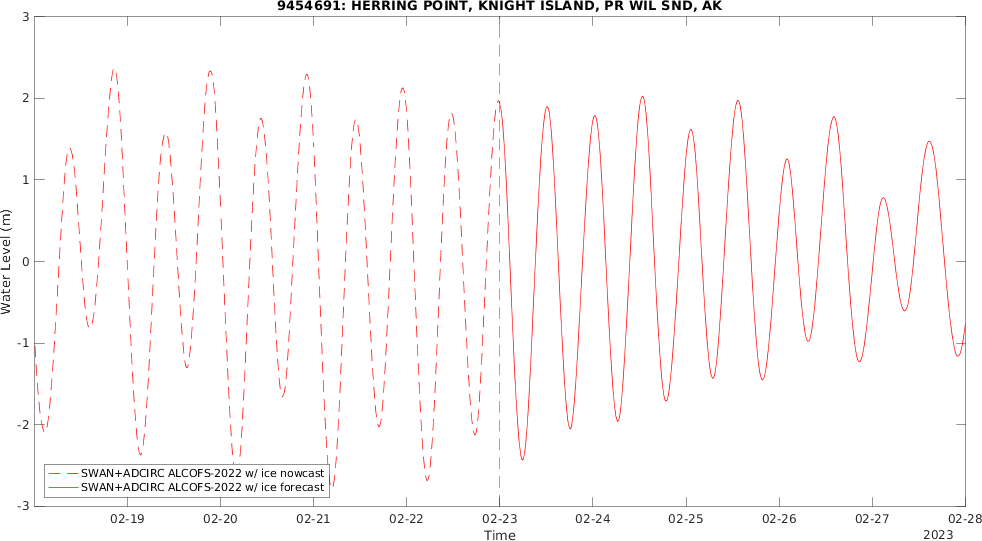 9454691: HERRING POINT, KNIGHT ISLAND, PR WIL SND, AK
3
2
1
0
-1
-2
-3
Water Level (m)
SWAN+ADCIRC ALCOFS-2022 w/ ice nowcast
SWAN+ADCIRC ALCOFS-2022 w/ ice forecast
02-19 02-20 02-21 02-22 02-23 02-24 02-25 02-26 02-27 02-28
Time
2023